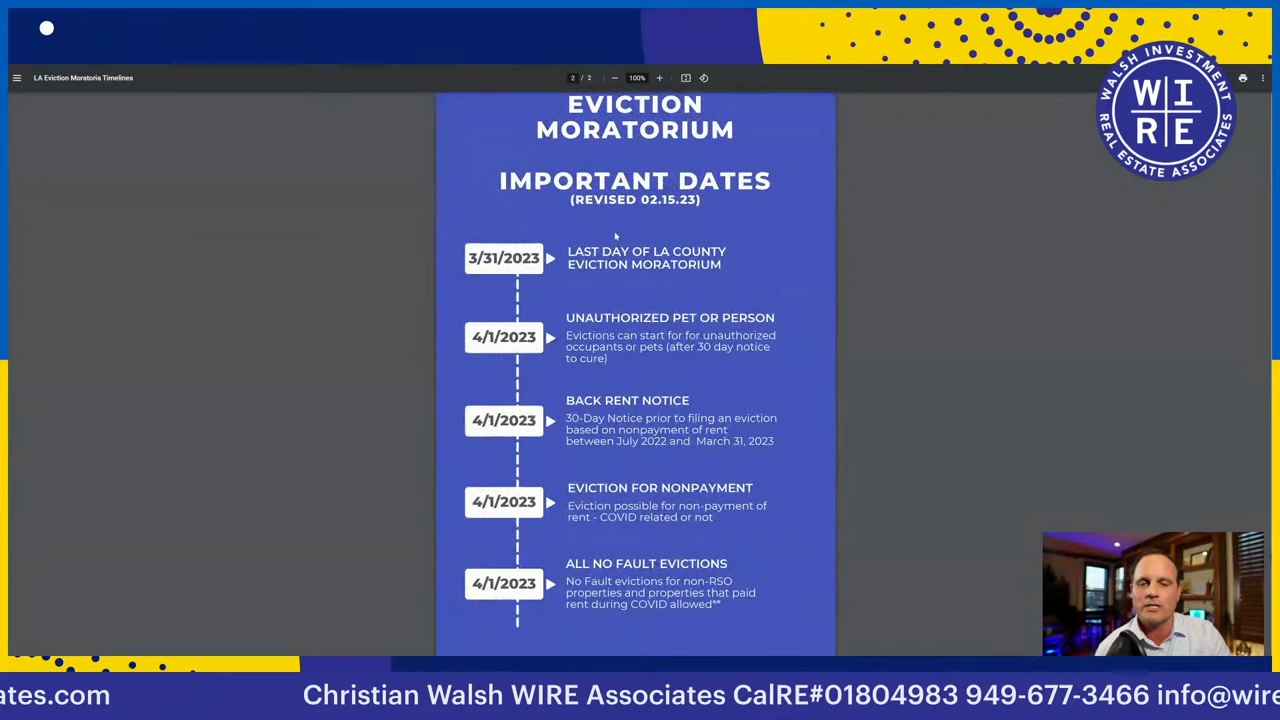 LA Eviction Moratoria Timelines
2 / 2
100%
WALSH INVESTMENT
W I
R E
REAL ESTATE ASSOCIATES
EVICTION
MORATORIUM
IMPORTANT DATES
(REVISED 02.15.23)
3/31/2023
LAST DAY OF LA COUNTY
EVICTION MORATORIUM
4/1/2023
UNAUTHORIZED PET OR PERSON
Evictions can start for for unauthorized
occupants or pets (after 30 day notice
to cure)
4/1/2023
BACK RENT NOTICE
30-Day Notice prior to filing an eviction
based on nonpayment of rent
between July 2022 and March 31, 2023
4/1/2023
EVICTION FOR NONPAYMENT
Eviction possible for non-payment of
rent - COVID related or not
4/1/2023
ALL NO FAULT EVICTIONS
No Fault evictions for non-RSO
properties and properties that paid
rent during COVID allowed**
ates.com Christian Walsh WIRE Associates CalRE#01804983 949-677-3466 info@wire